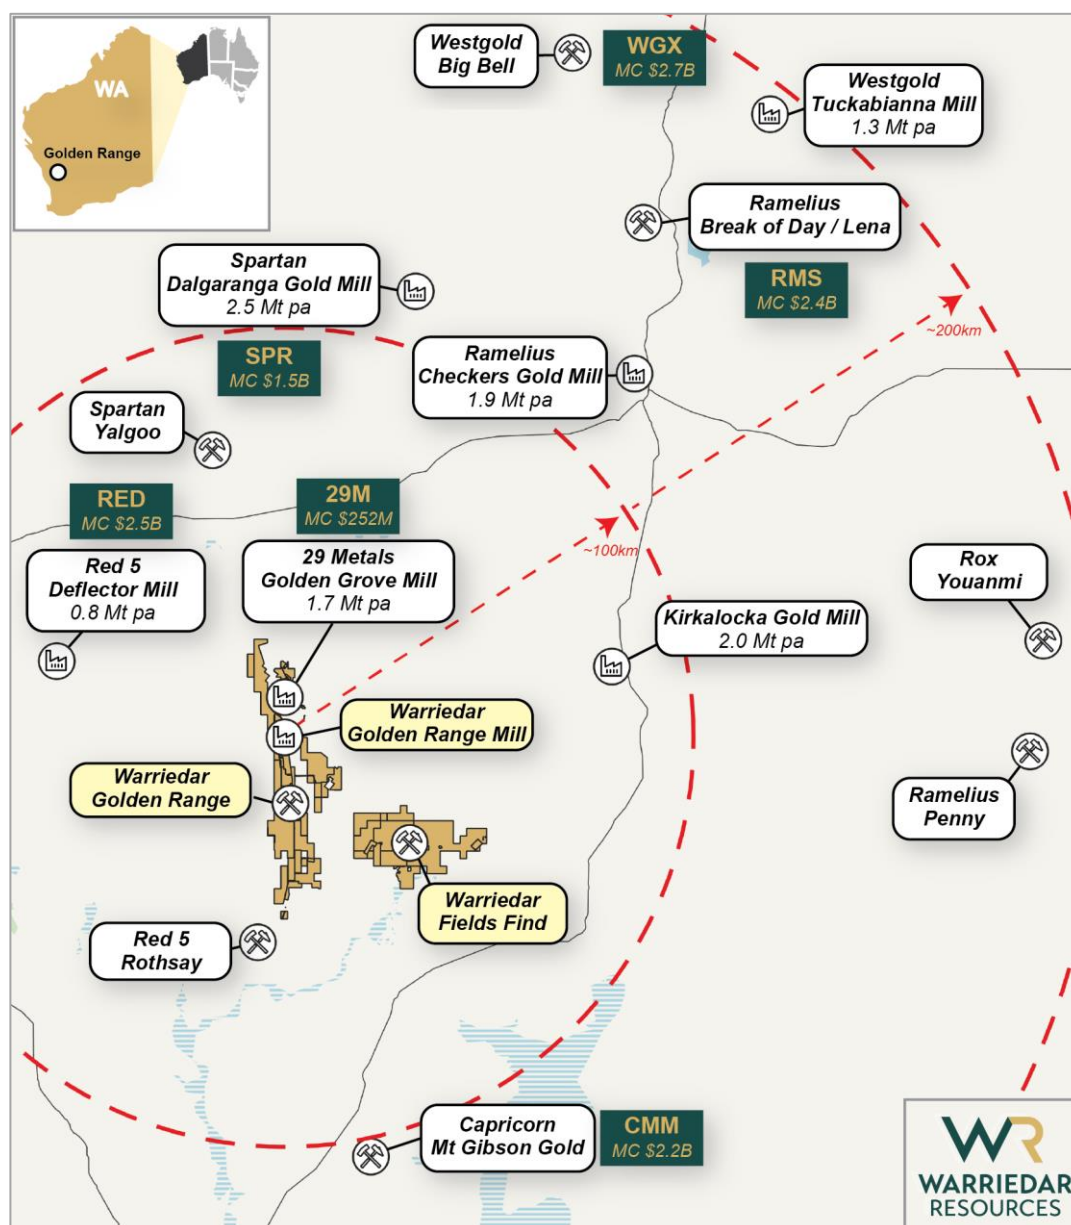 WA
Golden Range
Westgold
Big Bell
WGX
MC $2.7B
Westgold
Tuckabianna Mill
1.3 Mt pa
Ramelius
Break of Day / Lena
RMS
MC $2.4B
Spartan
Dalgaranga Gold Mill
2.5 Mt pa
SPR
MC $1.5B
~200km
Ramelius
Checkers Gold Mill
1.9 Mt pa
Spartan
Yalgoo
RED
MC $2.5B
29M
MC $252M
~100km
Red 5
Deflector Mill
0.8 Mt pa
29 Metals
Golden Grove Mill
1.7 Mt pa
Rox
Youanmi
Kirkalocka Gold Mill
2.0 Mt pa
Warriedar
Golden Range Mill
Warriedar
Golden Range
Ramelius
Penny
Warriedar
Fields Find
Red 5
Rothsay
Capricorn
Mt Gibson Gold
CMM
MC $2.2B
WR
WARRIEDAR
RESOURCES